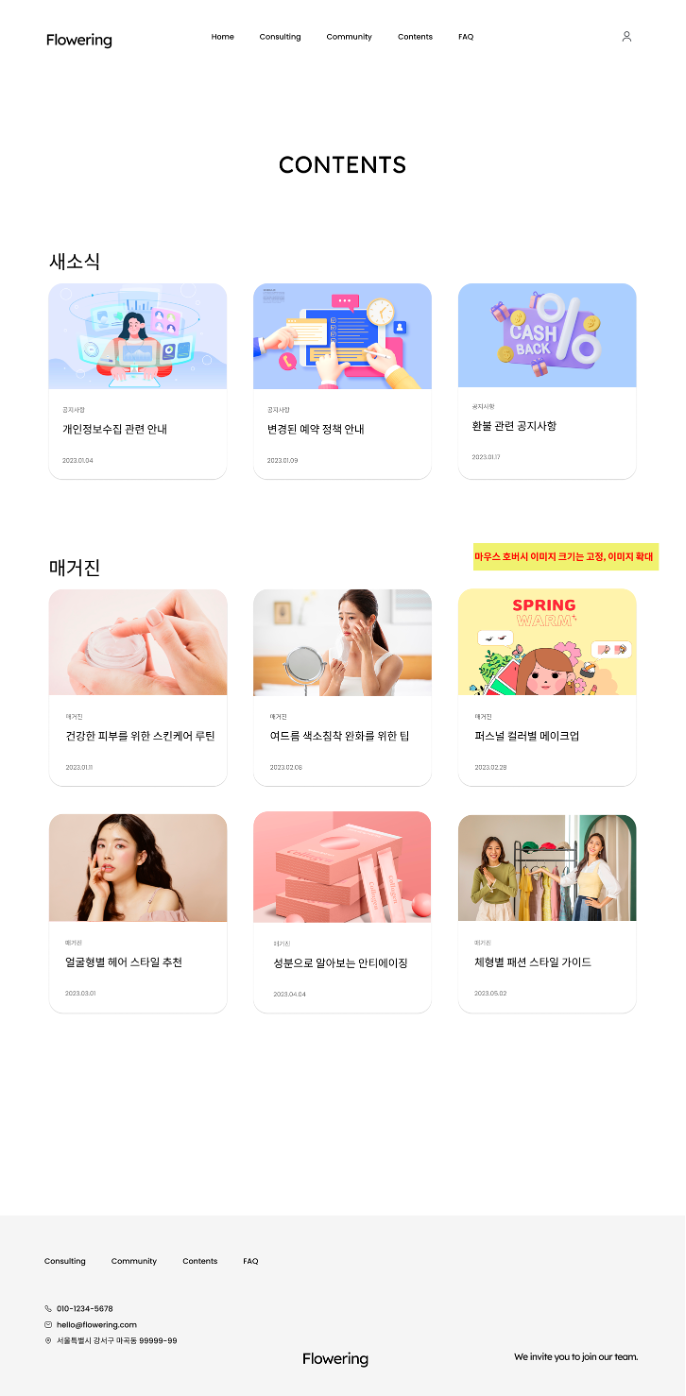 Flowering
Home Consulting Community Contents FAQ
CONTENTS
새소식
CASH
BACK
%
공지사항
개인정보수집 관련 안내
2023.01.04
공지사항
변경된 예약 정책 안내
2023.01.09
공지사항
환불 관련 공지사항
2023.01.17
매거진
마우스 호버시 이미지 크기는 고정, 이미지 확대
SPRING
WARM
매거진
건강한 피부를 위한 스킨케어 루틴
2023.01.11
매거진
여드름 색소침착 완화를 위한 팁
2023.02.06
매거진
퍼스널 컬러별 메이크업
2023.02.28
Collagen
Collagen
매거진
얼굴형별 헤어 스타일 추천
2023.03.01
매거진
성분으로 알아보는 안티에이징
2023.04.04
매거진
체형별 패션 스타일 가이드
2023.05.02
Consulting Community Contents FAQ
010-1234-5678
hello@flowering.com
서울특별시 강서구 마곡동 99999-99
Flowering
We invite you to join our team.